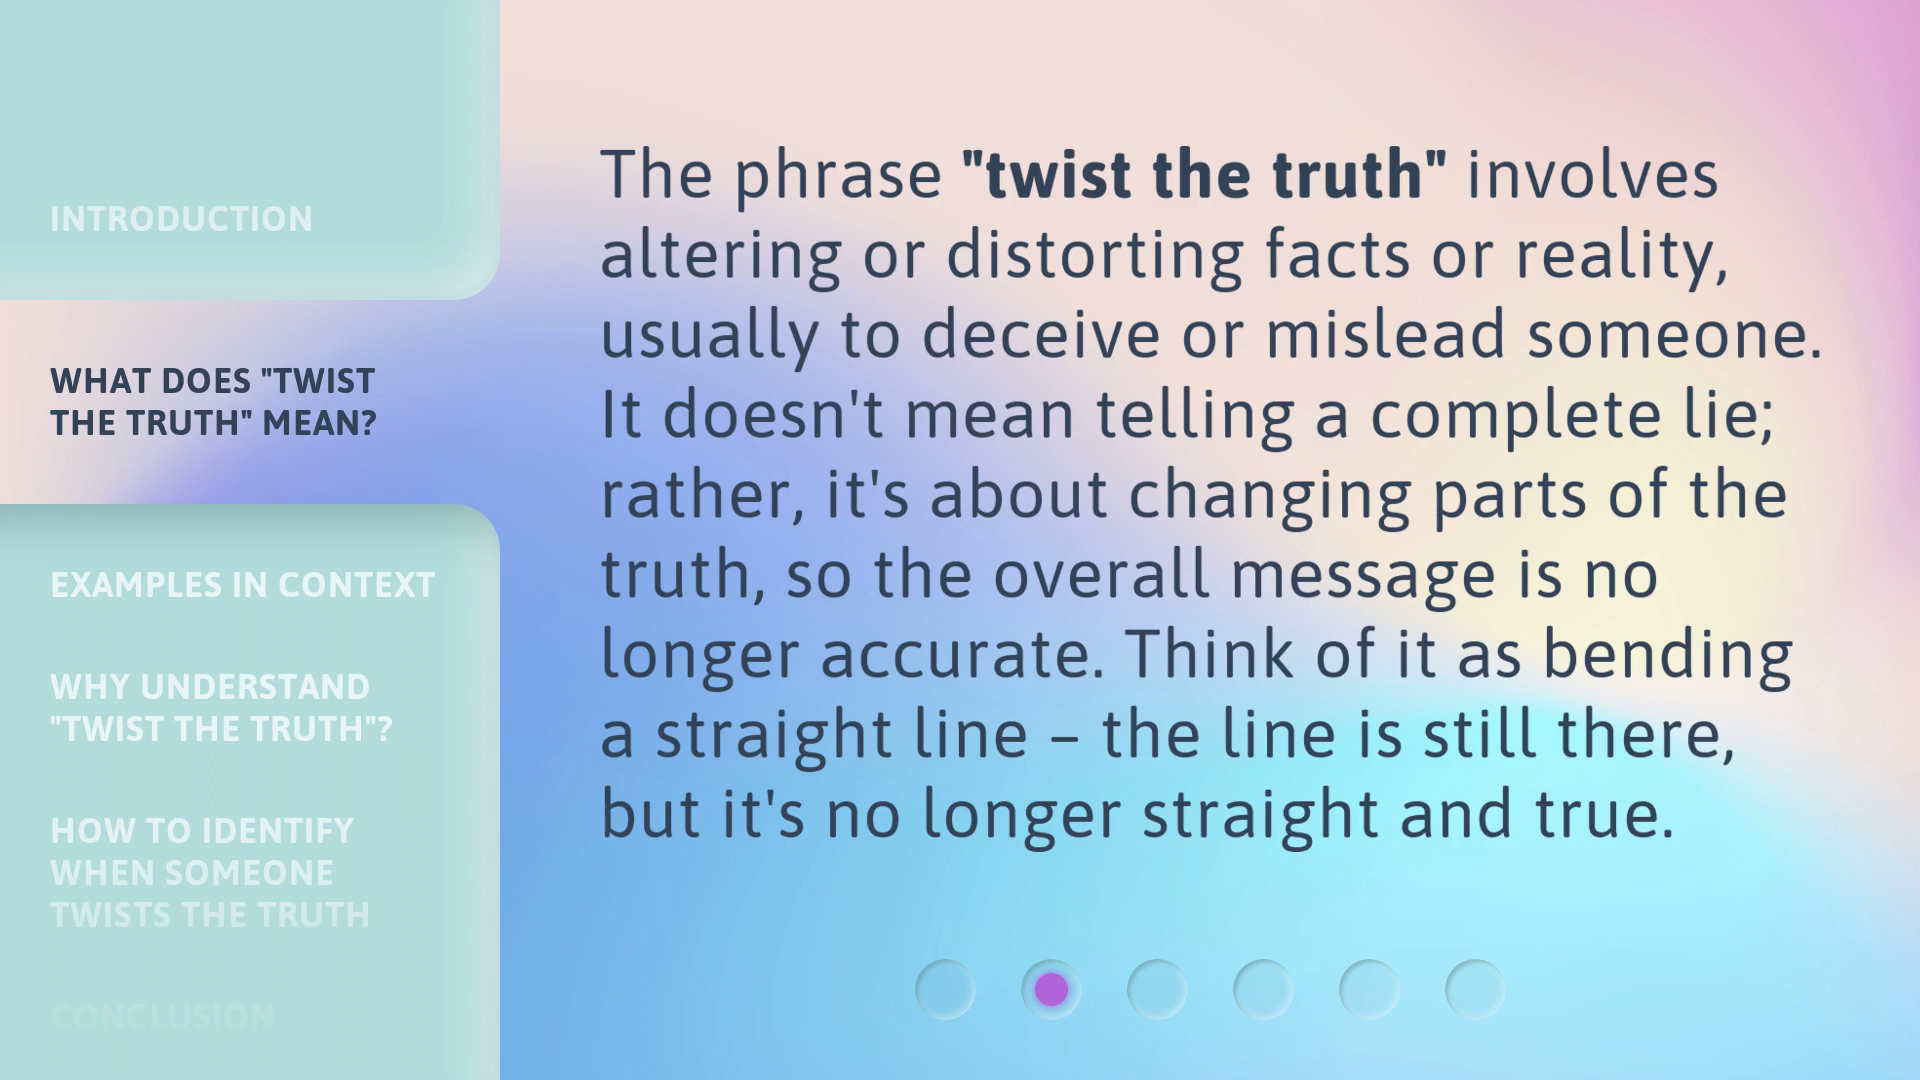 INTRODUCTION
WHAT DOES "TWIST
THE TRUTH" MEAN?
EXAMPLES IN CONTEXT
WHY UNDERSTAND
"TWIST THE TRUTH"?
HOW TO IDENTIFY
WHEN SOMEONE
TWISTS THE TRUTH
CONCLUSION
The phrase "twist the truth" involves
altering or distorting facts or reality,
usually to deceive or mislead someone.
It doesn't mean telling a complete lie;
rather, it's about changing parts of the
truth, so the overall message is no
longer accurate. Think of it as bending
a straight line – the line is still there,
but it's no longer straight and true.